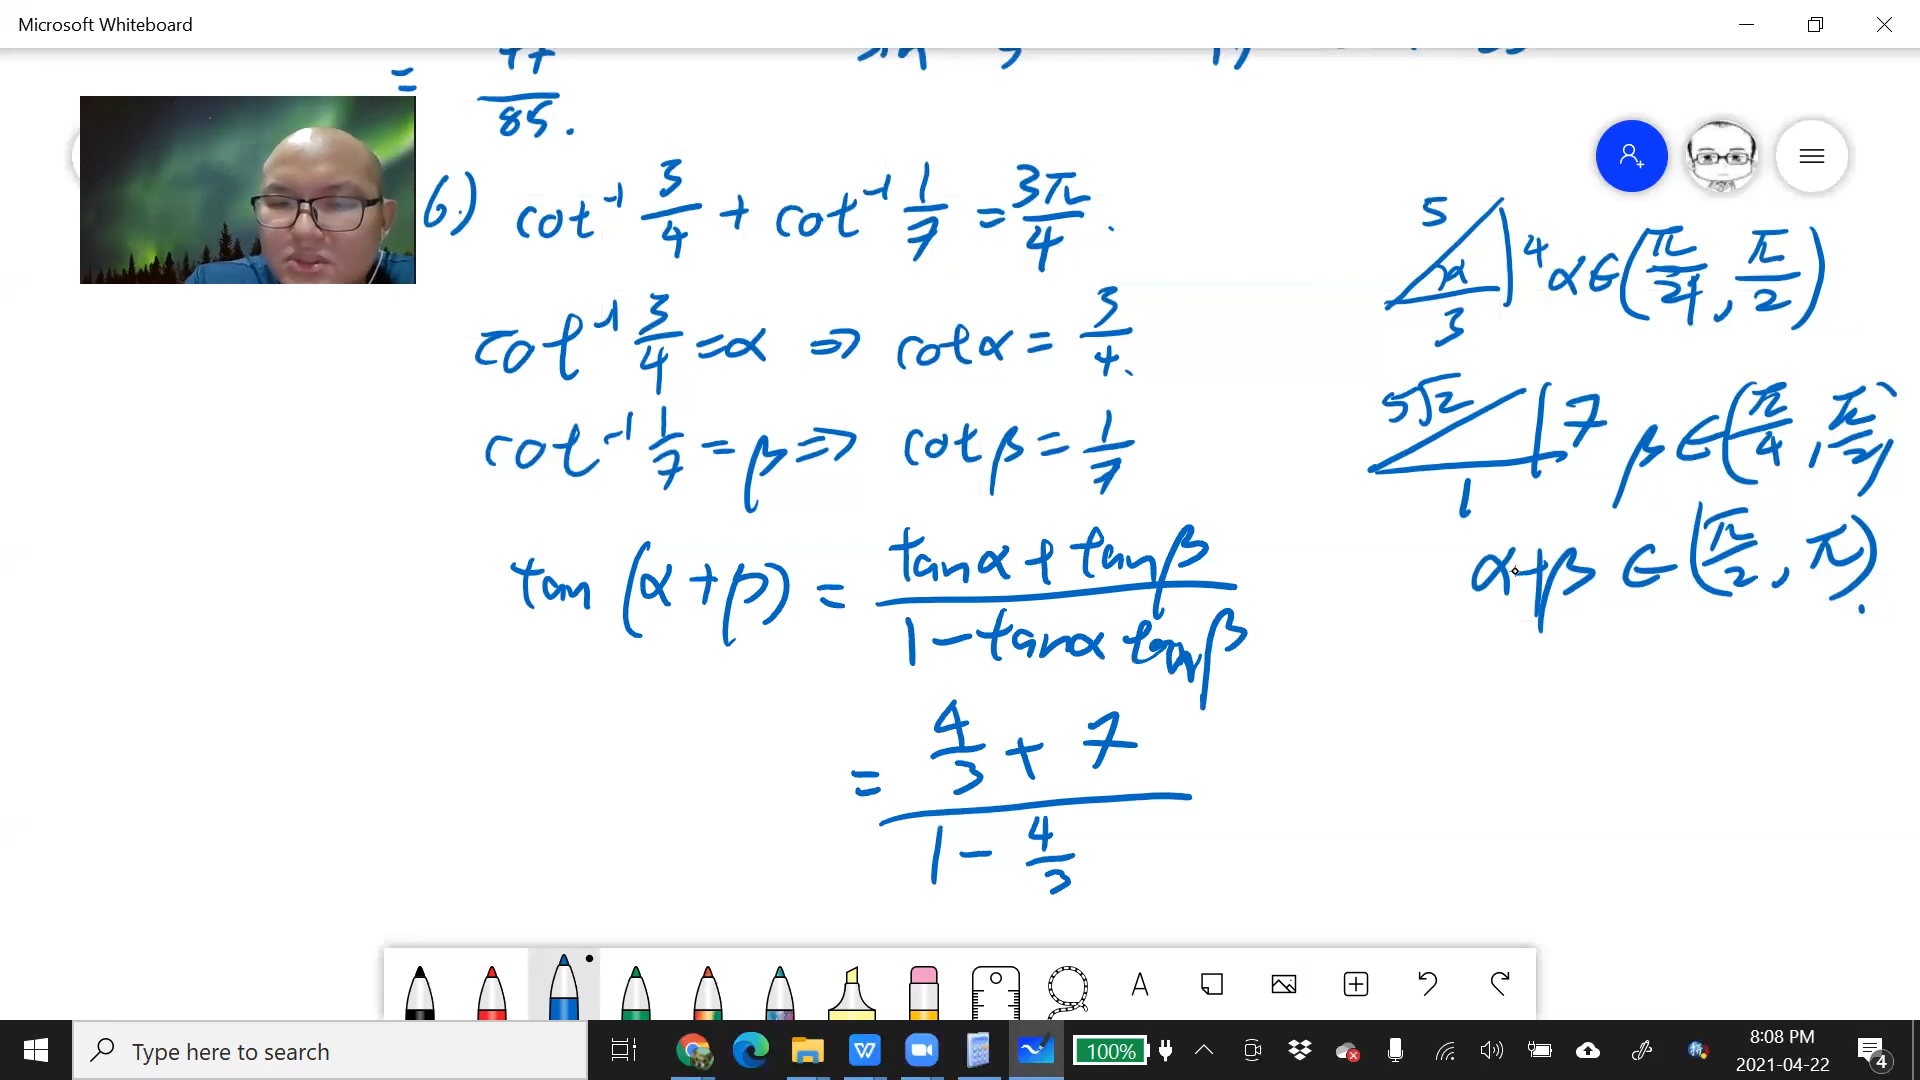 Microsoft Whiteboard
=
85.
6.) cot⁻¹ 3/4 + cot⁻¹ 1/7 = 3π/4.
cot⁻¹ 3/4 = α ⇒ cot α = 3/4.
cot⁻¹ 1/7 = β ⇒ cot β = 1/7
tan (α + β) = (tan α + tan β)/(1 - tan α tan β)
= (4/3 + 7)/(1 - 4/3
5
α
4
3
α ∈ (π/4, π/2)
5√2
7
1
β ∈ (π/4, π/2)
α+β ∈ (π/2, π).
A
Type here to search
W
100%
8:08 PM
2021-04-22
4